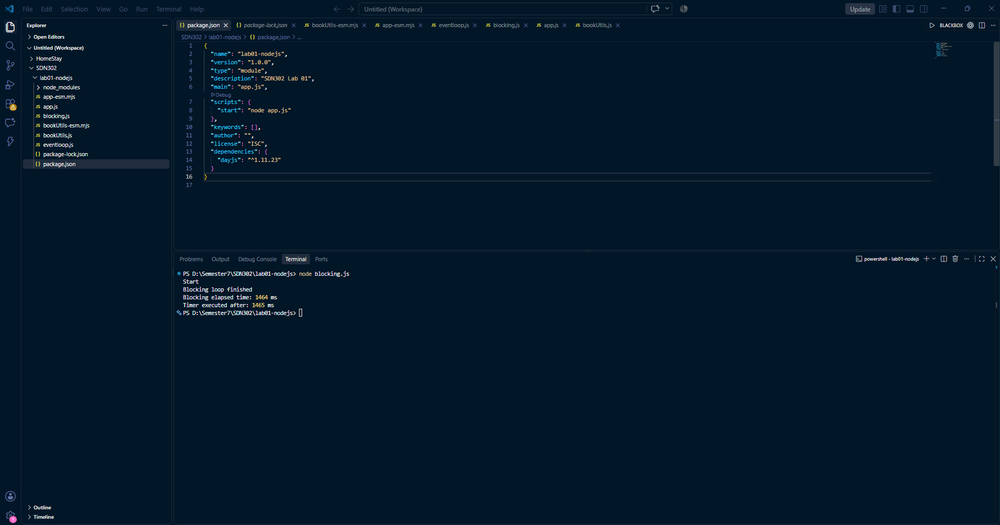 File Edit Selection View Go Run Terminal Help
Untitled (Workspace)
Update
Explorer
Open Editors
Untitled (Workspace)
HomeStay
SDN302
lab01-nodejs
node_modules
app-esm.mjs
app.js
blocking.js
bookUtils-esm.mjs
bookUtils.js
eventloop.js
package-lock.json
package.json
Outline
Timeline
1
package.json package-lock.json bookUtils-esm.mjs app-esm.mjs eventloop.js blocking.js app.js bookUtils.js
BLACKBOX
SDN302 > lab01-nodejs > {} package.json > ...
1 {
2 "name": "lab01-nodejs",
3 "version": "1.0.0",
4 "type": "module",
5 "description": "SDN302 Lab 01",
6 "main": "app.js",
Debug
7 "scripts": {
8 "start": "node app.js"
9 },
10 "keywords": [],
11 "author": "",
12 "license": "ISC",
13 "dependencies": {
14 "dayjs": "^1.11.23"
15 }
16 }
17
Problems Output Debug Console Terminal Ports
powershell - lab01-nodejs
PS D:\Semester7\SDN302\lab01-nodejs> node blocking.js
Start
Blocking loop finished
Blocking elapsed time: 1464 ms
Timer executed after: 1465 ms
PS D:\Semester7\SDN302\lab01-nodejs>